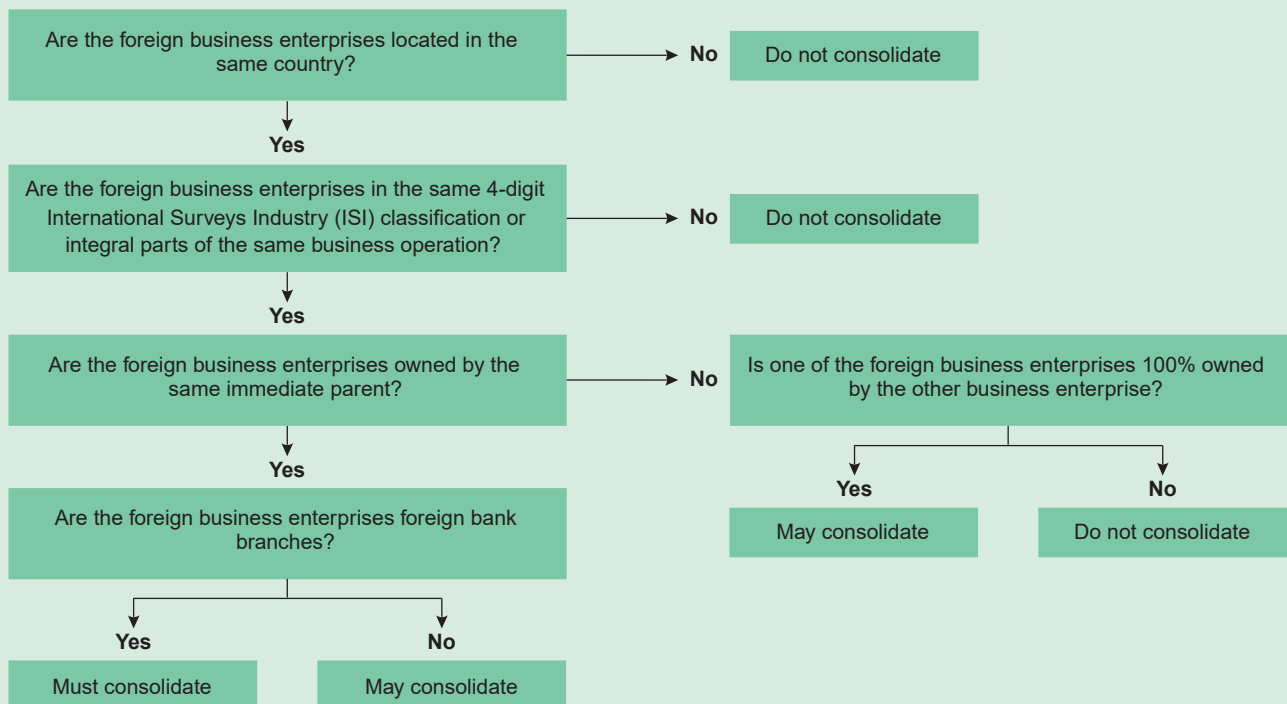 Are the foreign business enterprises located in the
same country?
No
Do not consolidate
Yes
Are the foreign business enterprises in the same 4-digit
International Surveys Industry (ISI) classification or
integral parts of the same business operation?
No
Do not consolidate
Yes
Are the foreign business enterprises owned by the
same immediate parent?
No
Is one of the foreign business enterprises 100% owned
by the other business enterprise?
Yes
May consolidate
No
Do not consolidate
Yes
Are the foreign business enterprises foreign bank
branches?
Yes
Must consolidate
No
May consolidate